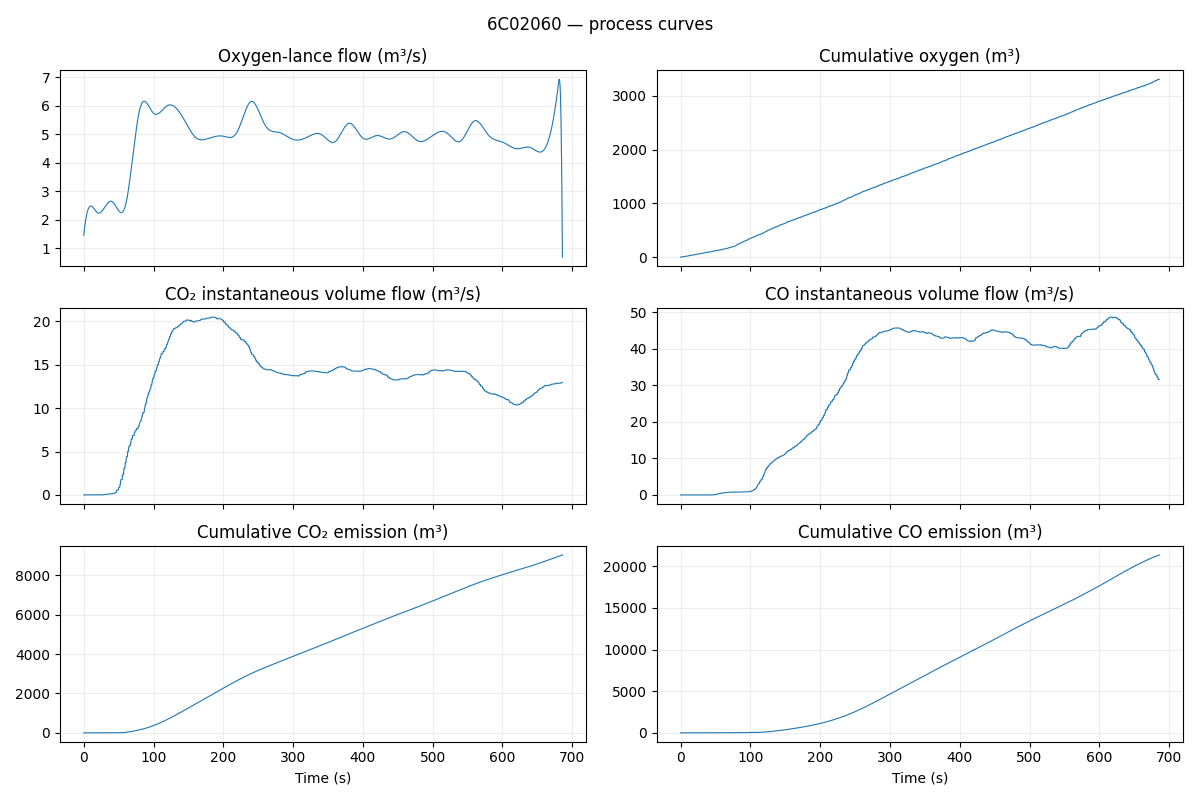 6C02060 — process curves
Oxygen-lance flow (m³/s)
7
6
5
4
3
2
1
Cumulative oxygen (m³)
3000
2000
1000
0
CO₂ instantaneous volume flow (m³/s)
20
15
10
5
0
CO instantaneous volume flow (m³/s)
50
40
30
20
10
0
Cumulative CO₂ emission (m³)
8000
6000
4000
2000
0
0 100 200 300 400 500 600 700
Time (s)
Cumulative CO emission (m³)
20000
15000
10000
5000
0
0 100 200 300 400 500 600 700
Time (s)